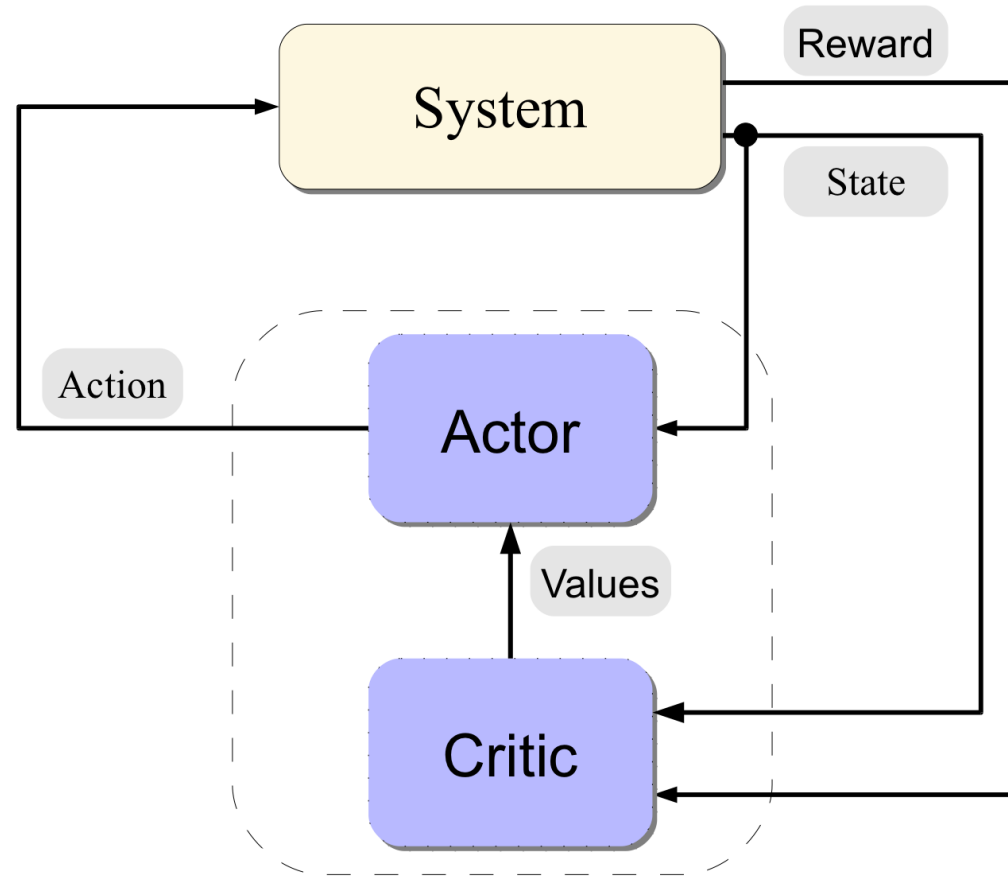 Reward
System
State
Action
Actor
Values
Critic